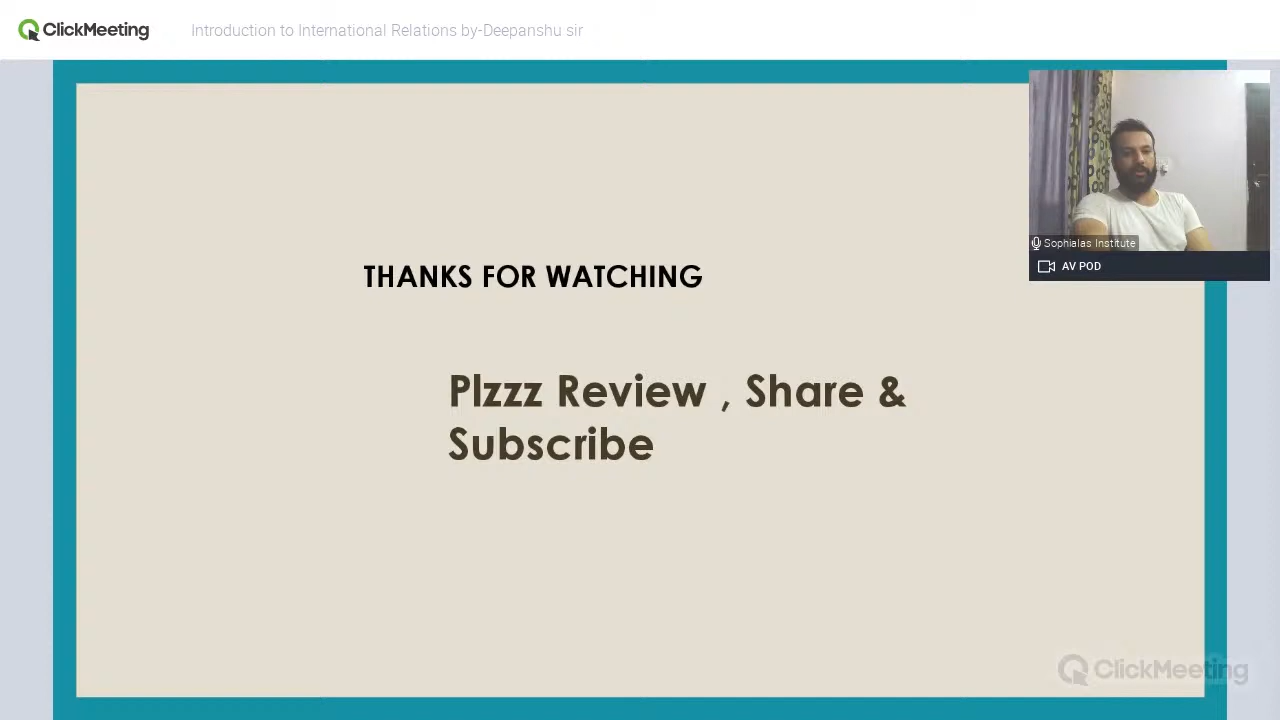 ClickMeeting
Introduction to International Relations by-Deepanshu sir
Sophialas Institute
AV POD
THANKS FOR WATCHING
Plzzz Review , Share &
Subscribe
ClickMeeting